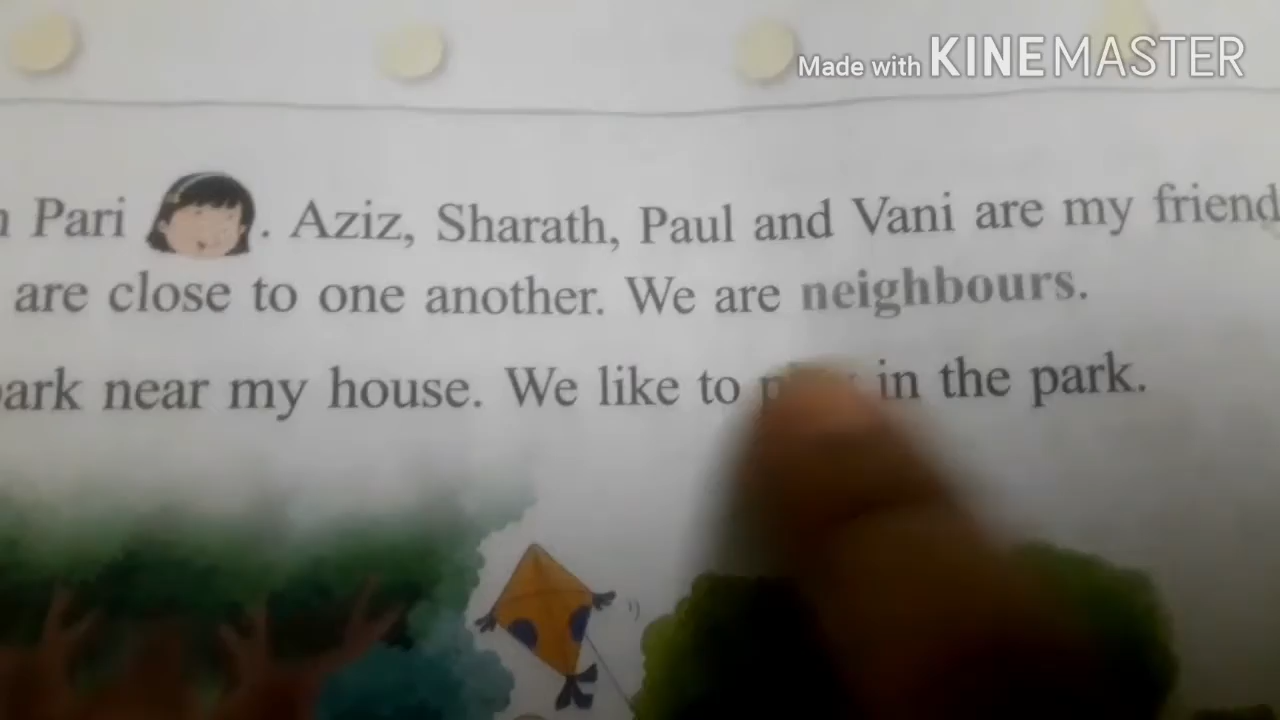 Made with KINEMASTER
Pari . Aziz, Sharath, Paul and Vani are my friend
are close to one another. We are neighbours.
ark near my house. We like to in the park.